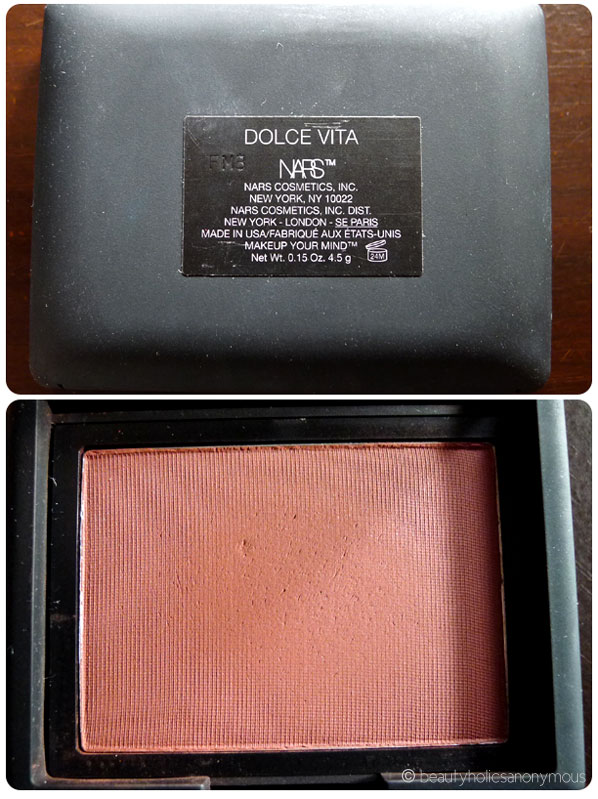 DOLCE VITA
FM3
NARS™
NARS COSMETICS, INC.
NEW YORK, NY 10022
NARS COSMETICS, INC. DIST.
NEW YORK - LONDON - SE PARIS
MADE IN USA/FABRIQUÉ AUX ÉTATS-UNIS
MAKEUP YOUR MIND™
Net Wt. 0.15 Oz. 4.5 g
24M
© beautyholicsanonymous